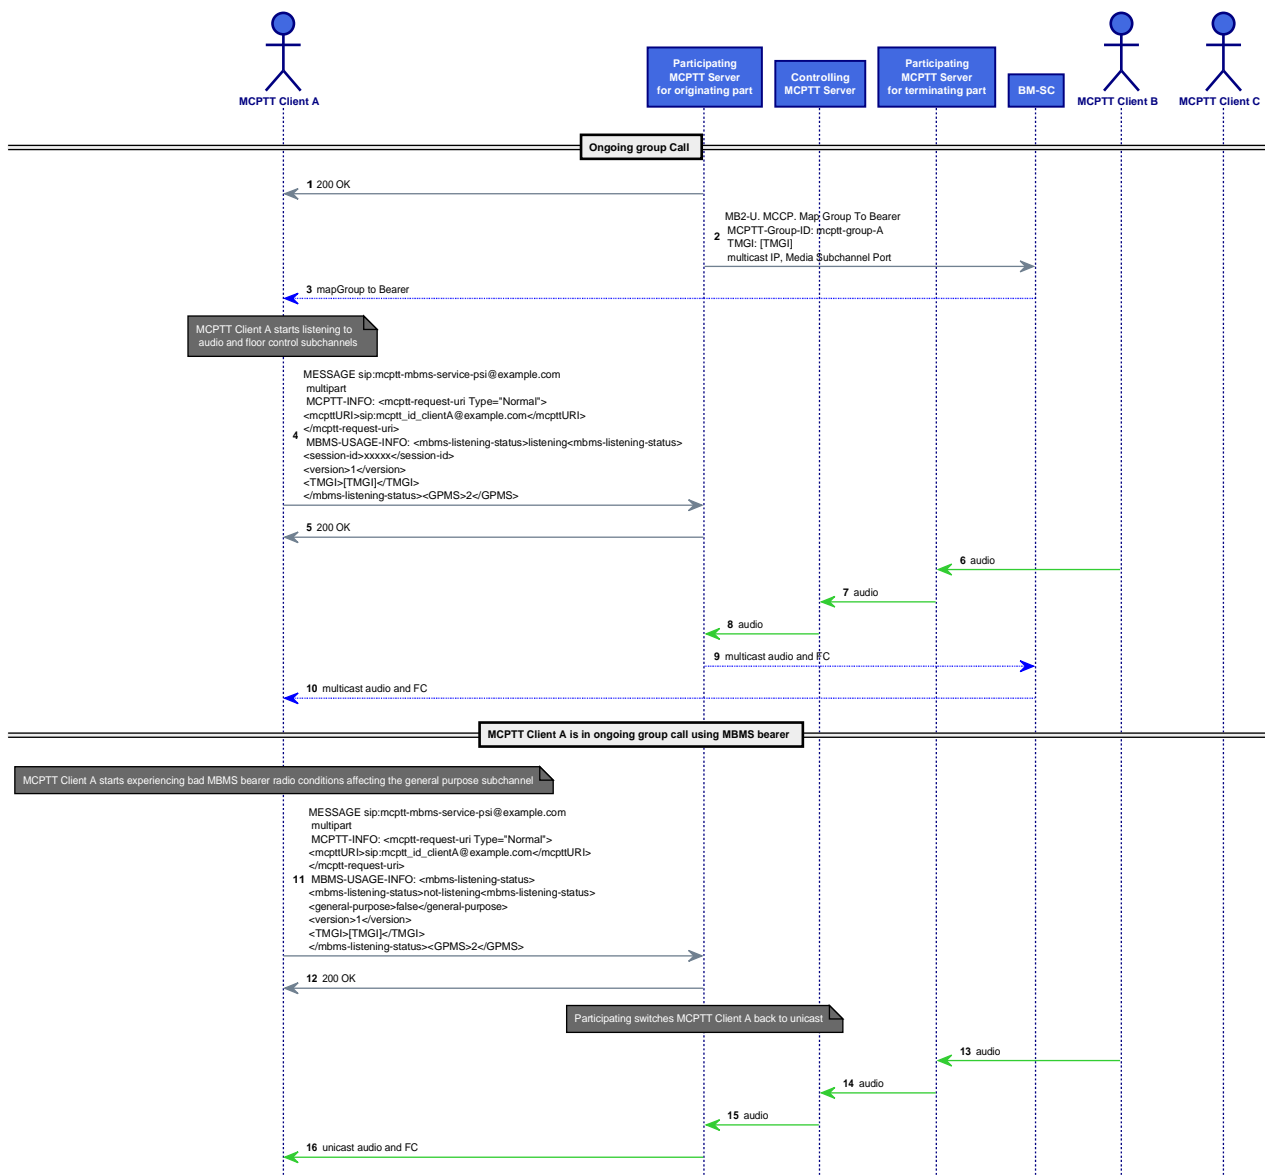 Participating
MCPTT Server
for originating part
Controlling
MCPTT Server
Participating
MCPTT Server
for terminating part
BM-SC
MCPTT Client A
MCPTT Client B
MCPTT Client C
Ongoing group Call
1 200 OK
MB2-U. MCCP. Map Group To Bearer
2 MCPTT-Group-ID: mcptt-group-A
TMGI: [TMGI]
multicast IP, Media Subchannel Port
3 mapGroup to Bearer
MCPTT Client A starts listening to
audio and floor control subchannels
MESSAGE sip:mcptt-mbms-service-psi@example.com
multipart
MCPTT-INFO: <mcptt-request-uri Type="Normal">
<mcpttURI>sip:mcptt_id_clientA@example.com</mcpttURI>
</mcptt-request-uri>
4 MBMS-USAGE-INFO: <mbms-listening-status>listening<mbms-listening-status>
<session-id>xxxxx</session-id>
<version>1</version>
<TMGI>[TMGI]</TMGI>
</mbms-listening-status><GPMS>2</GPMS>
5 200 OK
6 audio
7 audio
8 audio
9 multicast audio and FC
10 multicast audio and FC
MCPTT Client A is in ongoing group call using MBMS bearer
MCPTT Client A starts experiencing bad MBMS bearer radio conditions affecting the general purpose subchannel
MESSAGE sip:mcptt-mbms-service-psi@example.com
multipart
MCPTT-INFO: <mcptt-request-uri Type="Normal">
<mcpttURI>sip:mcptt_id_clientA@example.com</mcpttURI>
</mcptt-request-uri>
11 MBMS-USAGE-INFO: <mbms-listening-status>
<mbms-listening-status>not-listening<mbms-listening-status>
<general-purpose>false</general-purpose>
<version>1</version>
<TMGI>[TMGI]</TMGI>
</mbms-listening-status><GPMS>2</GPMS>
12 200 OK
Participating switches MCPTT Client A back to unicast
13 audio
14 audio
15 audio
16 unicast audio and FC